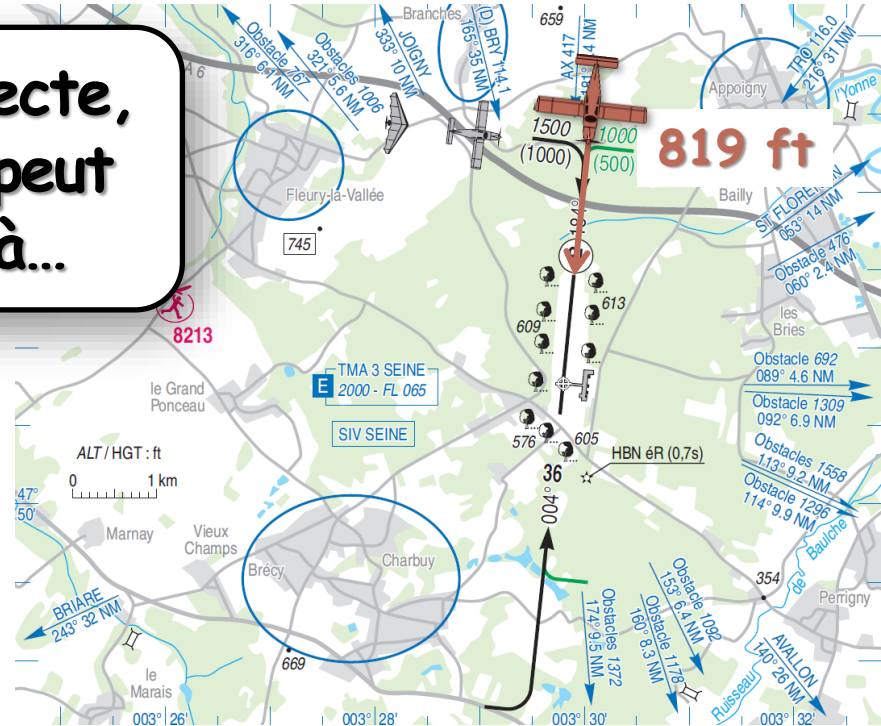 ecte,
peut
à...
Branches
659
(D) BRY 114.1
165° 35 NM
AX 417
TRO 116.0
216° 31 NM
Appoigny
l'Yonne
Obstacle 767
316° 6.1 NM
Obstacles 1006
321° 5.6 NM
JOIGNY
333° 10 NM
A 6
1500
(1000)
1000
(500)
819 ft
Fleury-la-Vallée
745
Bailly
ST FLOREN
053° 14 NM
Obstacle 476
060° 2.4 NM
8213
613
609
les
Bries
TMA 3 SEINE
E
2000 - FL 065
SIV SEINE
le Grand
Ponceau
Obstacle 692
089° 4.6 NM
Obstacle 1309
092° 6.9 NM
576
605
ALT / HGT : ft
0 1 km
HBN éR (0,7s)
36
004°
Obstacles 1558
113° 9.2 NM
Obstacle 1296
114° 9.9 NM
47°
50'
Marnay
Vieux
Champs
Brécy
Charbuy
354
Perrigny
Ruisseau de Baulche
BRIARE
243° 32 NM
669
Obstacles 1372
174° 9.5 NM
Obstacle 1178
160° 8.3 NM
Obstacle 1092
153° 6.4 NM
AVALLON
140° 26 NM
le
Marais
003° 26'
003° 28'
003° 30'
003° 32'